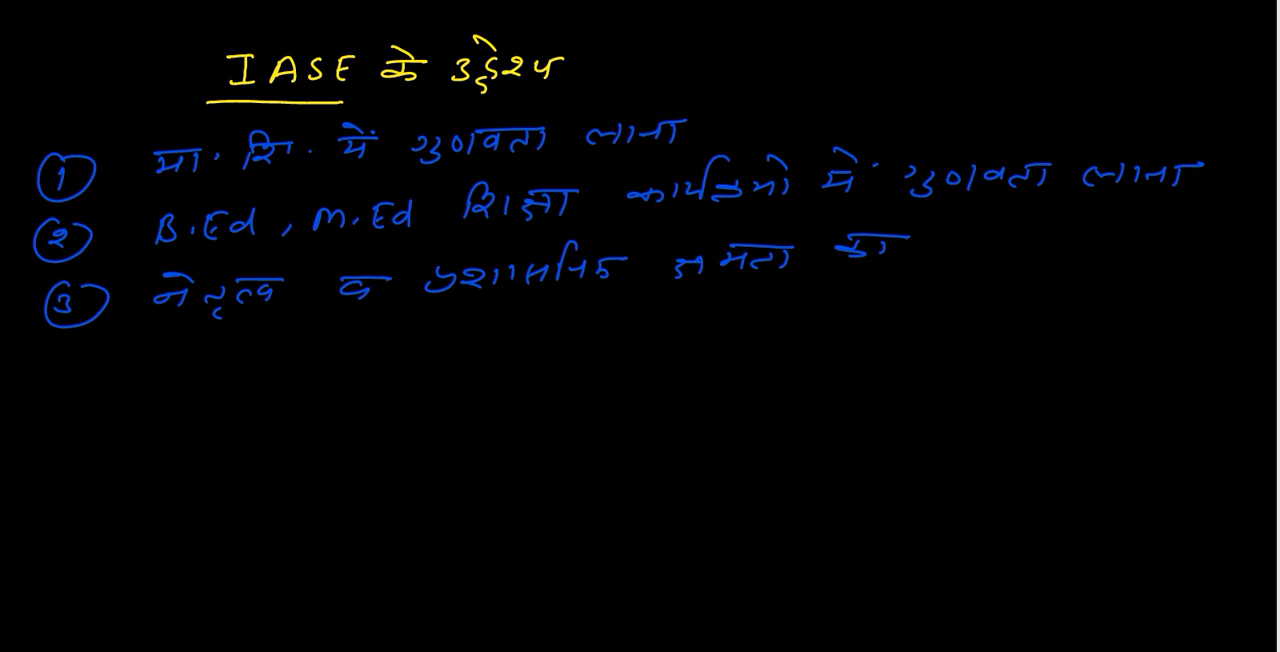 IASE के उद्देश्य
① मा. शि. में गुणवता लाना
② B.Ed, M.Ed शिक्षा कार्यक्रमो मे गुणवता लाना
③ नेतृत्व व प्रशासनिक क्षमता का